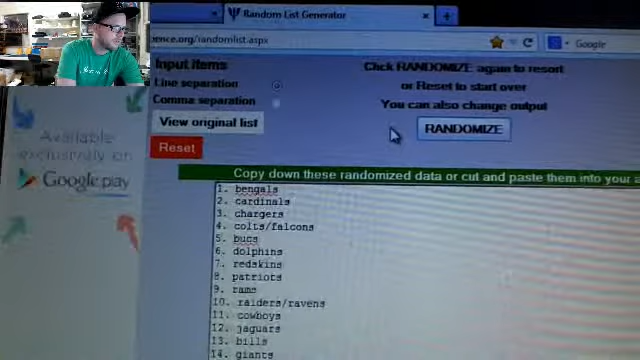 Random List Generator
ience.org/randomlist.aspx
Google
Input items
Line separation
Comma separation
View original list
Reset
Click RANDOMIZE again to resort
or Reset to start over
You can also change output
RANDOMIZE
Available
exclusively on
Google play
Copy down these randomized data or cut and paste them into your a
1. bengals
2. cardinals
3. chargers
4. colts/falcons
5. bucs
6. dolphins
7. redskins
8. patriots
9. rams
10. raiders/ravens
11. cowboys
12. jaguars
13. bills
14. giants